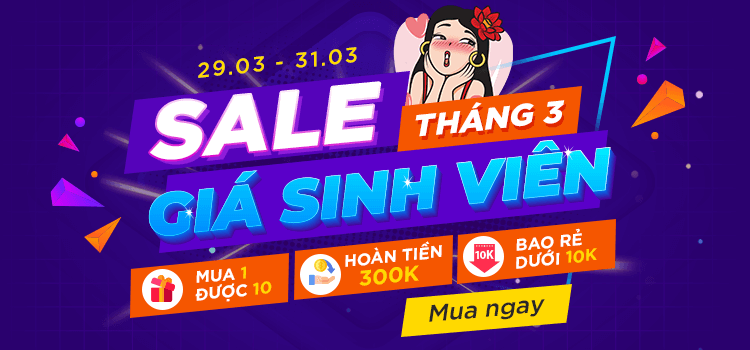 29.03 - 31.03
SALE
THÁNG 3
GIÁ SINH VIÊN
MUA 1
ĐƯỢC 10
HOÀN TIỀN
300K
10K
BAO RẺ
DƯỚI 10K
Mua ngay